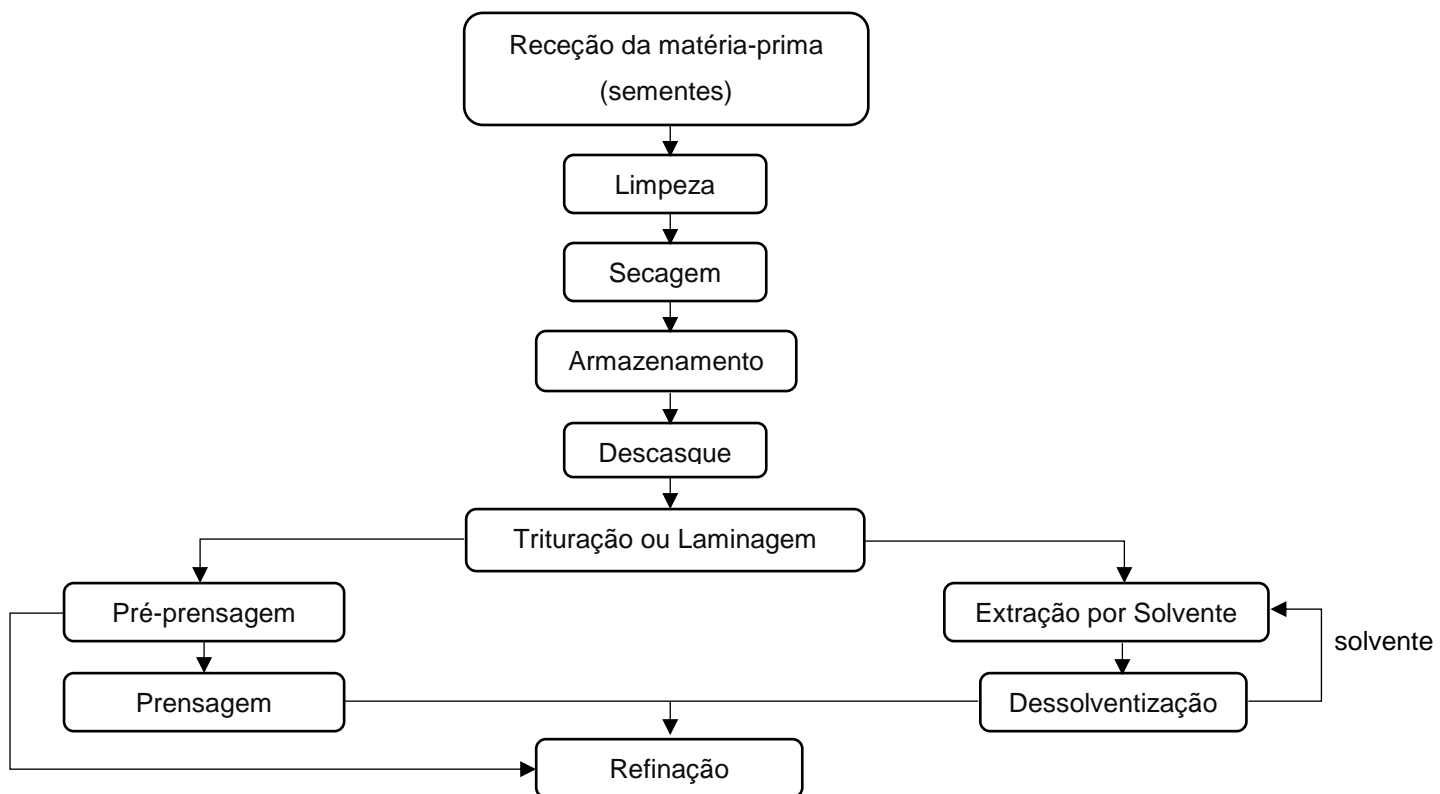 Receção da matéria-prima
(sementes)
Limpeza
Secagem
Armazenamento
Descasque
Trituração ou Laminagem
Pré-prensagem
Extração por Solvente
solvente
Prensagem
Dessolventização
Refinação